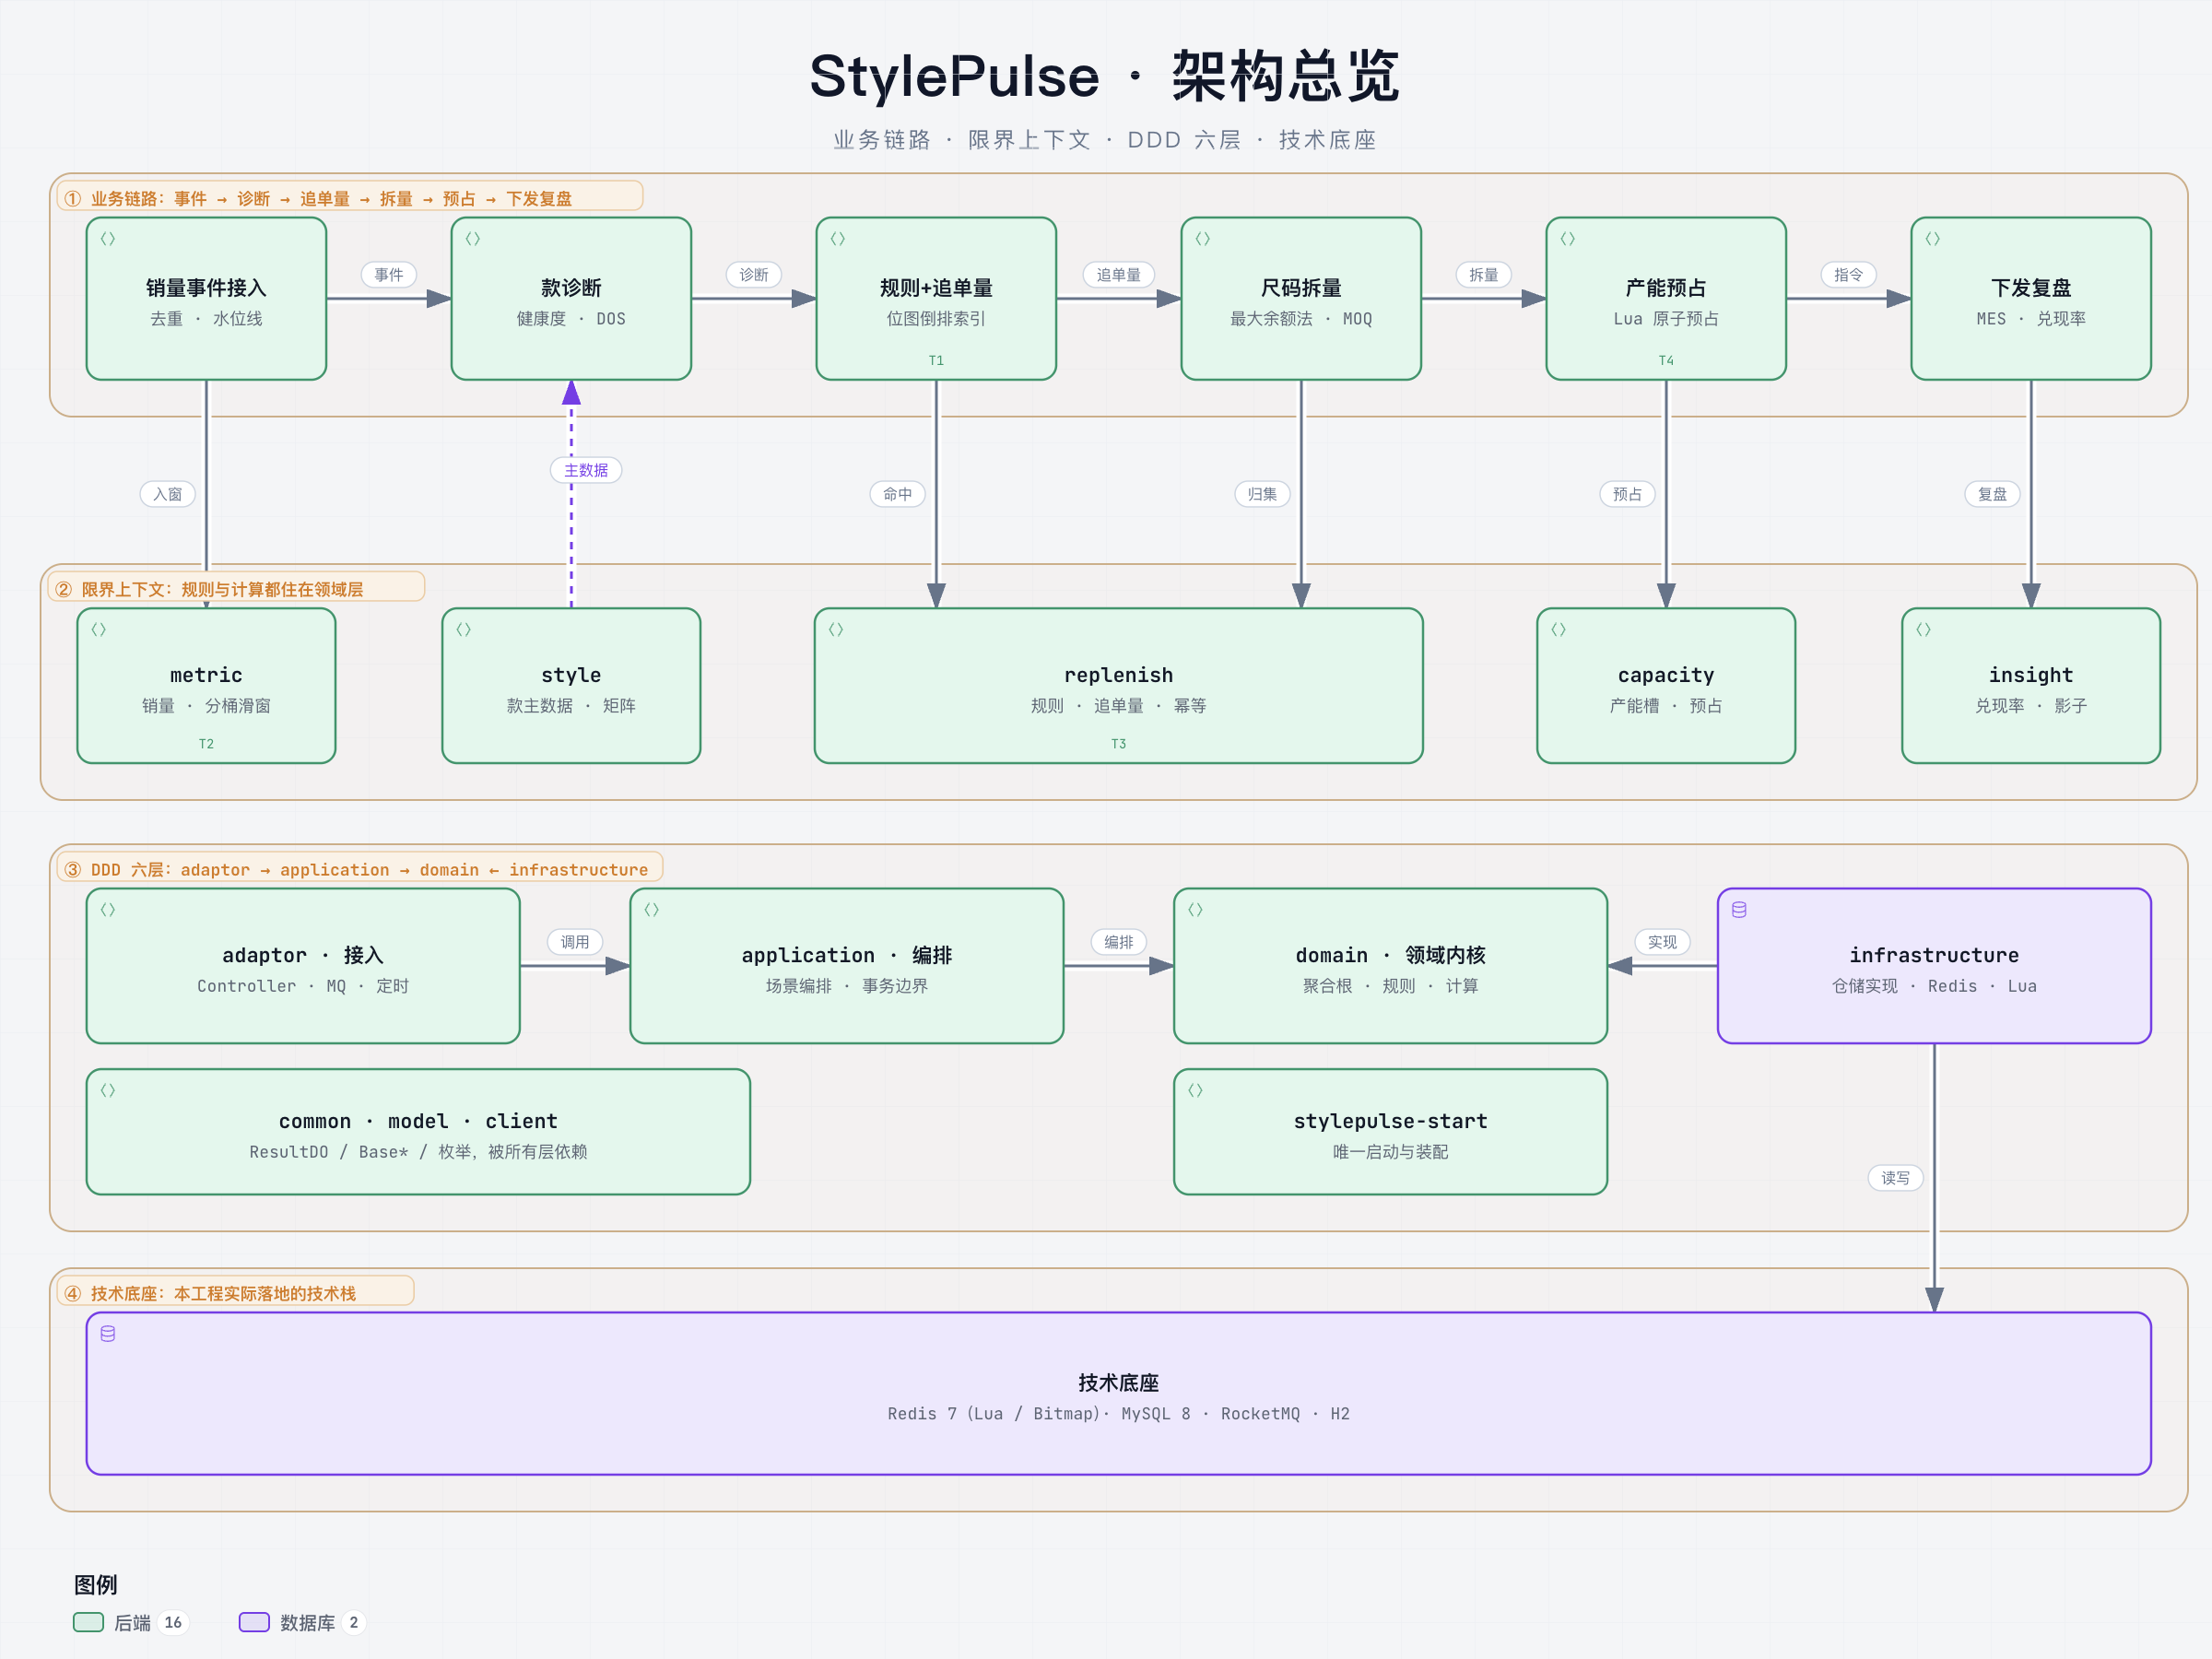 StylePulse · 架构总览
业务链路 · 限界上下文 · DDD 六层 · 技术底座
① 业务链路：事件 → 诊断 → 追单量 → 拆量 → 预占 → 下发复盘
销量事件接入
去重 · 水位线
事件
款诊断
健康度 · DOS
诊断
规则+追单量
位图倒排索引
T1
追单量
尺码拆量
最大余额法 · MOQ
拆量
产能预占
Lua 原子预占
T4
指令
下发复盘
MES · 兑现率
入窗
主数据
命中
归集
预占
复盘
② 限界上下文：规则与计算都住在领域层
metric
销量 · 分桶滑窗
T2
style
款主数据 · 矩阵
replenish
规则 · 追单量 · 幂等
T3
capacity
产能槽 · 预占
insight
兑现率 · 影子
③ DDD 六层：adaptor → application → domain ← infrastructure
adaptor · 接入
Controller · MQ · 定时
调用
application · 编排
场景编排 · 事务边界
编排
domain · 领域内核
聚合根 · 规则 · 计算
实现
infrastructure
仓储实现 · Redis · Lua
common · model · client
ResultDO / Base* / 枚举，被所有层依赖
stylepulse-start
唯一启动与装配
读写
④ 技术底座：本工程实际落地的技术栈
技术底座
Redis 7（Lua / Bitmap）· MySQL 8 · RocketMQ · H2
图例
后端 16
数据库 2